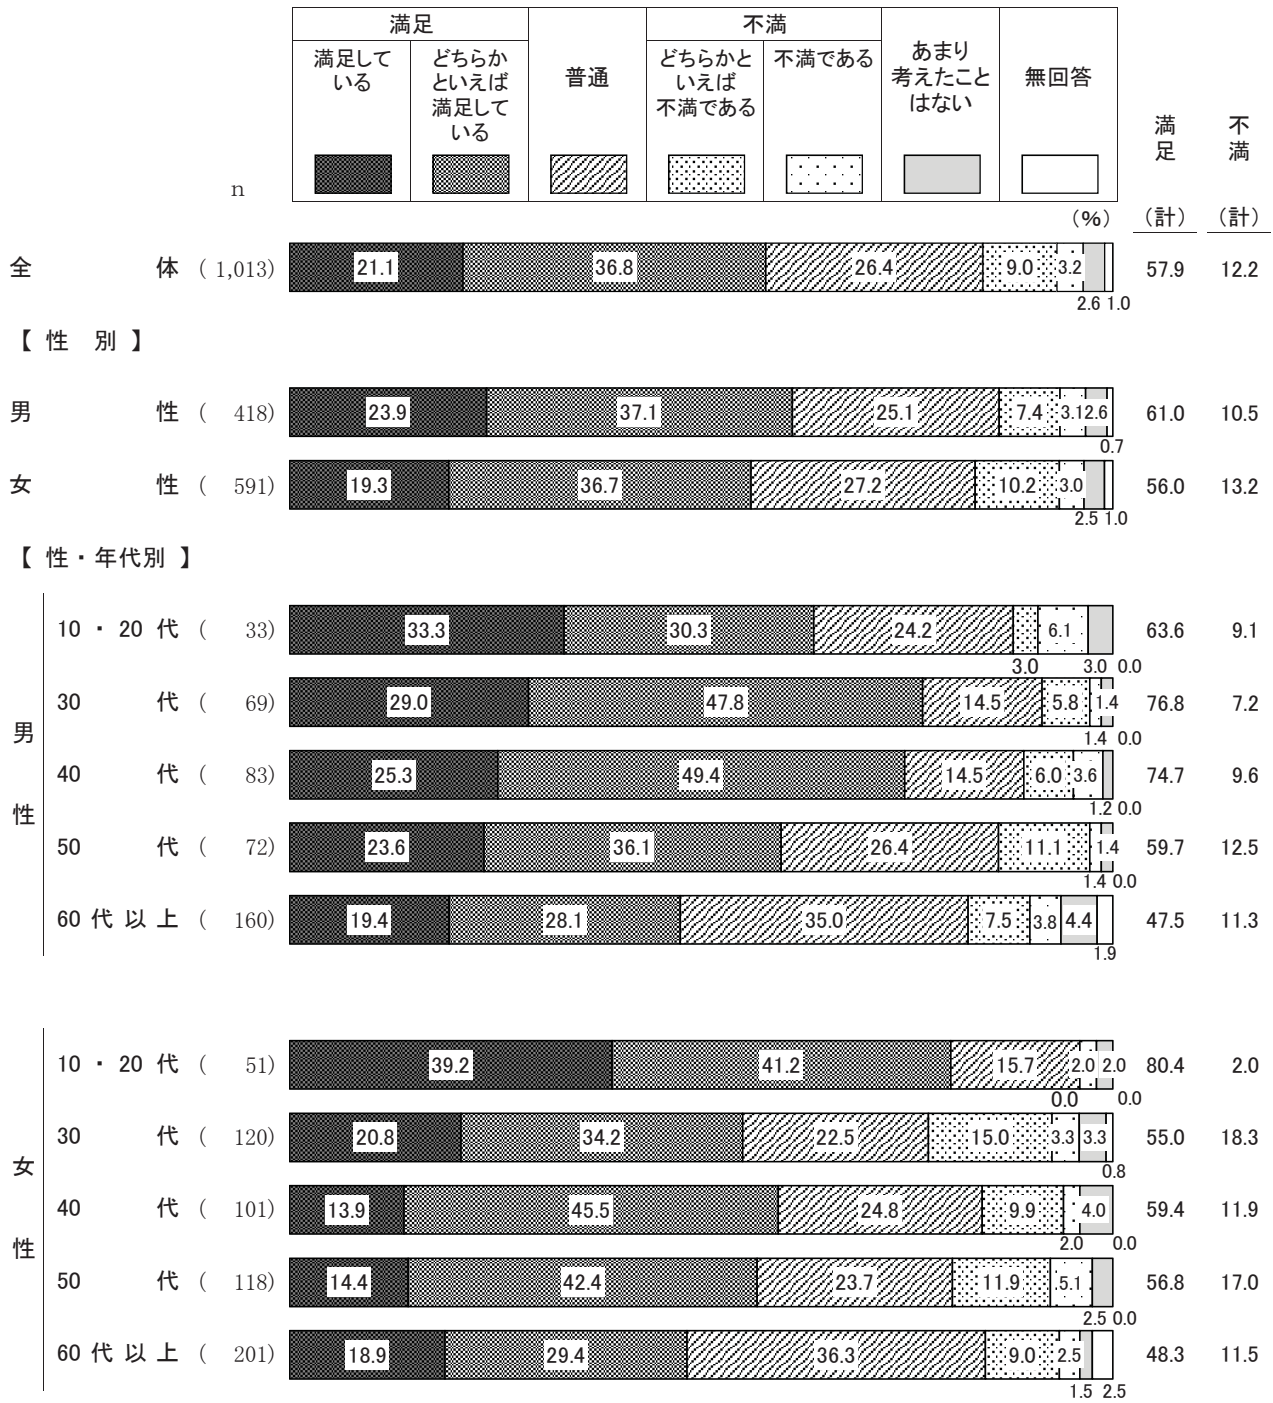 満足
不満
満足して
いる
どちらか
といえば
満足して
いる
普通
どちらかと
いえば
不満である
不満である
あまり
考えたこと
はない
無回答
満足
不満
n
(%) (計) (計)
全体 ( 1,013) 21.1 36.8 26.4 9.0 3.2 57.9 12.2
2.6 1.0
【 性 別 】
男性 ( 418) 23.9 37.1 25.1 7.4 3.1 2.6 61.0 10.5
0.7
女性 ( 591) 19.3 36.7 27.2 10.2 3.0 56.0 13.2
2.5 1.0
【 性・年代別 】
男性
10・20代 ( 33) 33.3 30.3 24.2 6.1 63.6 9.1
3.0 3.0 0.0
30代 ( 69) 29.0 47.8 14.5 5.8 1.4 76.8 7.2
1.4 0.0
40代 ( 83) 25.3 49.4 14.5 6.0 3.6 74.7 9.6
1.2 0.0
50代 ( 72) 23.6 36.1 26.4 11.1 1.4 59.7 12.5
1.4 0.0
60代以上 ( 160) 19.4 28.1 35.0 7.5 3.8 4.4 47.5 11.3
1.9
女性
10・20代 ( 51) 39.2 41.2 15.7 2.0 2.0 80.4 2.0
0.0 0.0
30代 ( 120) 20.8 34.2 22.5 15.0 3.3 3.3 55.0 18.3
0.8
40代 ( 101) 13.9 45.5 24.8 9.9 4.0 59.4 11.9
2.0 0.0
50代 ( 118) 14.4 42.4 23.7 11.9 5.1 56.8 17.0
2.5 0.0
60代以上 ( 201) 18.9 29.4 36.3 9.0 2.5 48.3 11.5
1.5 2.5